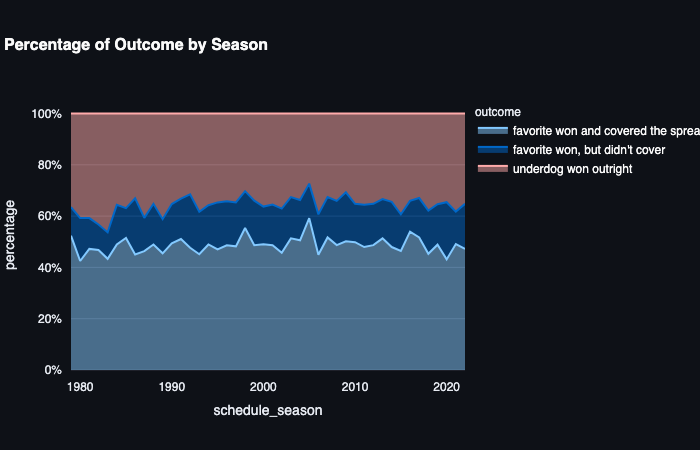 Percentage of Outcome by Season
outcome
favorite won and covered the sprea
favorite won, but didn't cover
underdog won outright
percentage
100%
80%
60%
40%
20%
0%
1980 1990 2000 2010 2020
schedule_season